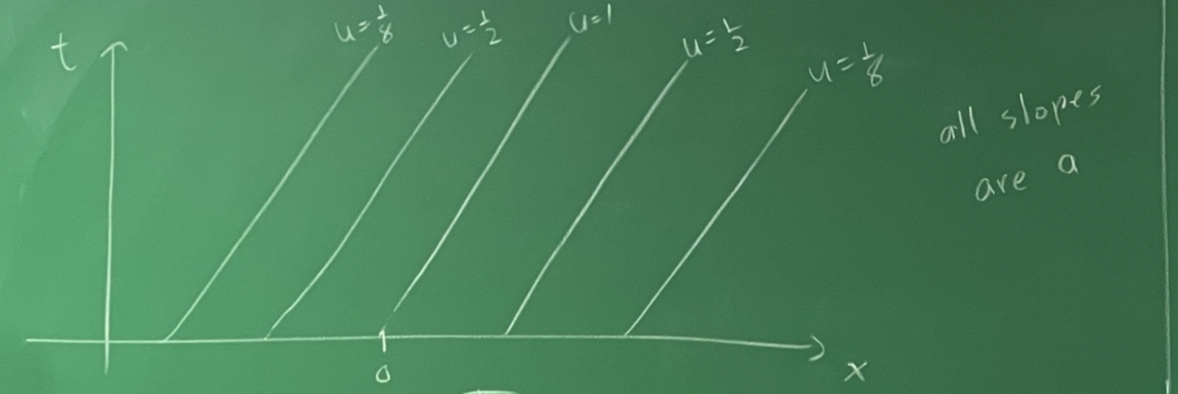 t
u=1/8
u=1/2
u=1
u=1/2
u=1/8
all slopes
are a
0
x